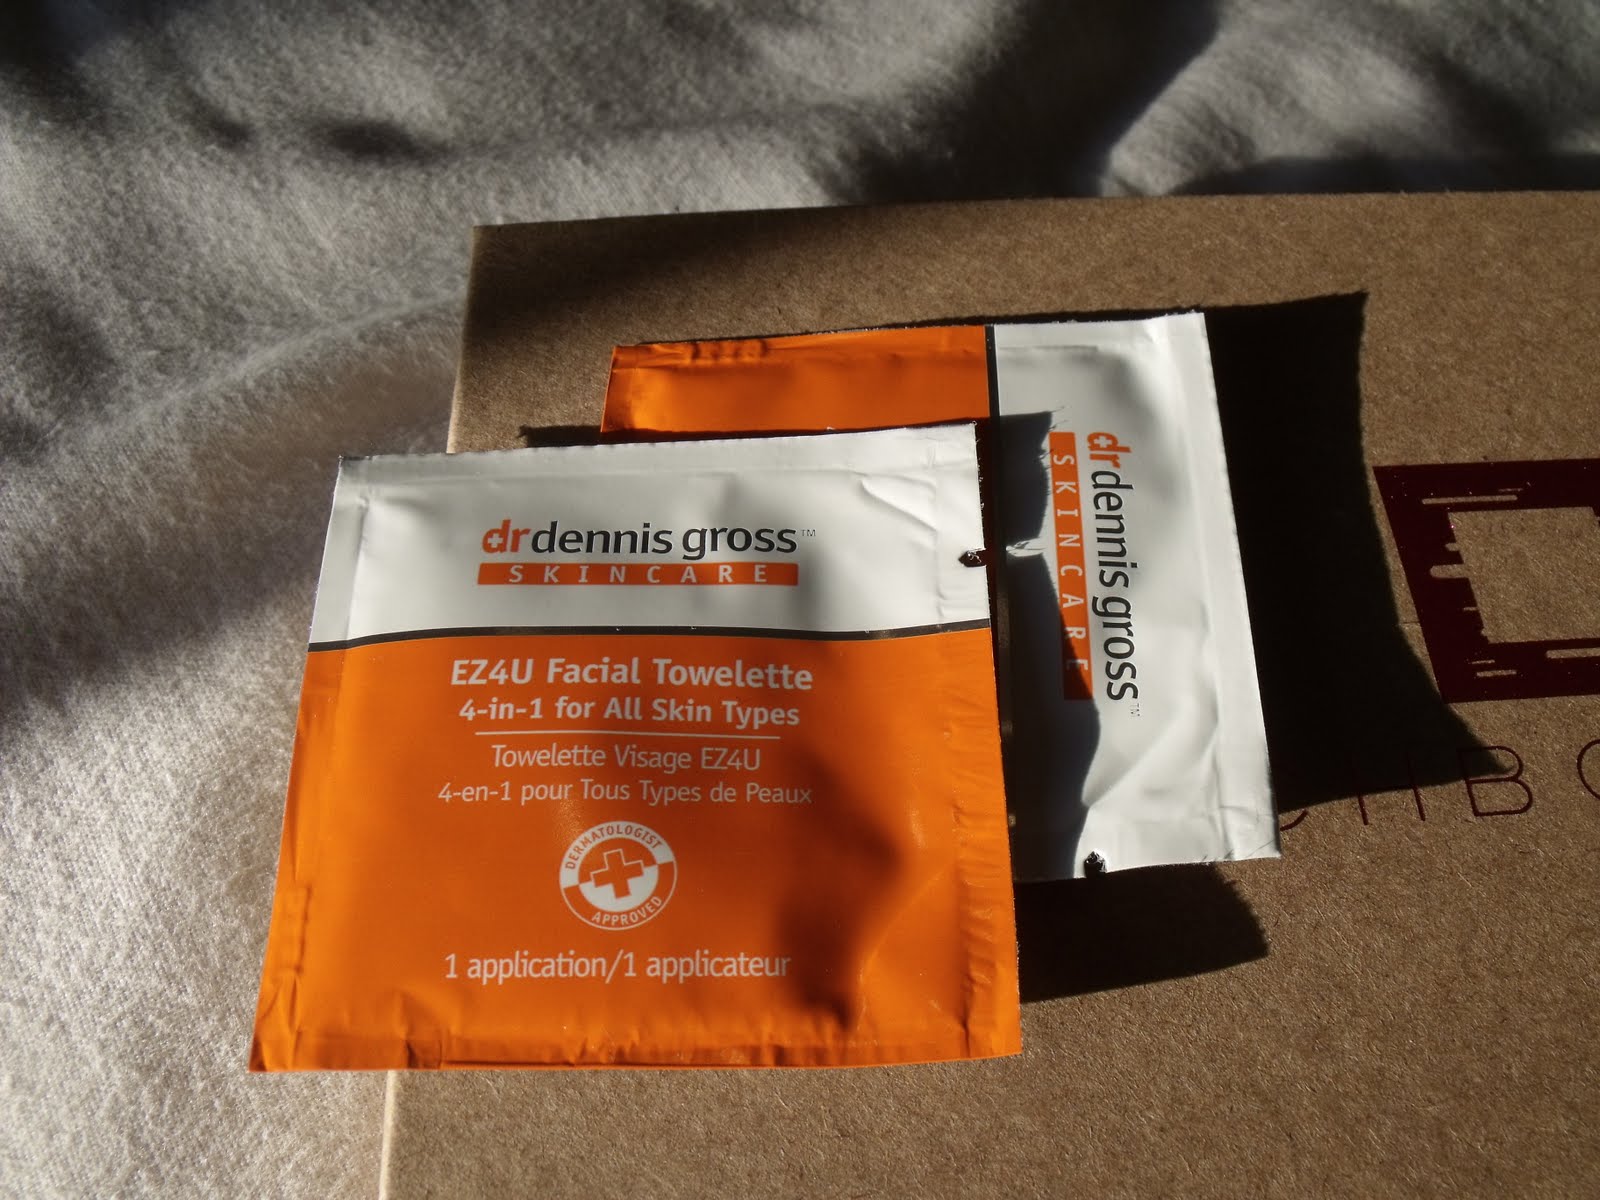 drdennis gross™
SKINCARE
EZ4U Facial Towelette
4-in-1 for All Skin Types
Towelette Visage EZ4U
4-en-1 pour Tous Types de Peaux
DERMATOLOGIST
APPROVED
1 application/1 applicateur
drdennis gross™
SKINCARE